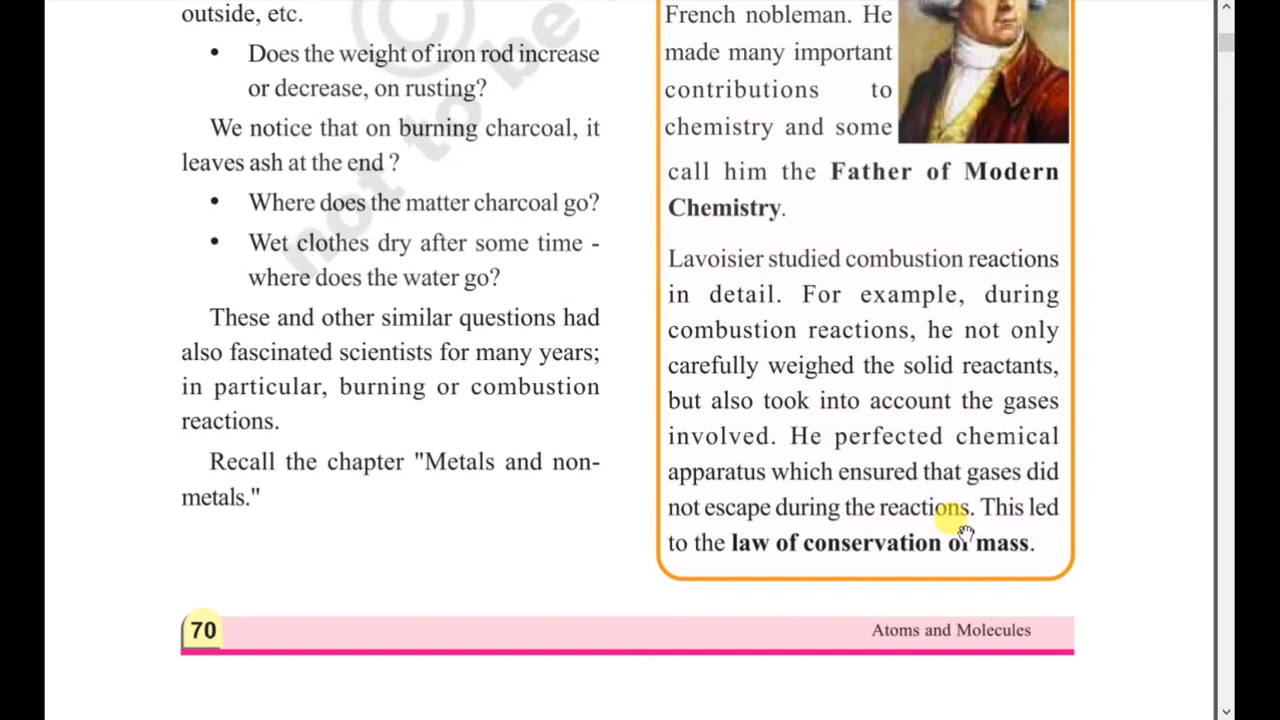 outside, etc.
• Does the weight of iron rod increase
or decrease, on rusting?
We notice that on burning charcoal, it
leaves ash at the end ?
• Where does the matter charcoal go?
• Wet clothes dry after some time -
where does the water go?
These and other similar questions had
also fascinated scientists for many years;
in particular, burning or combustion
reactions.
Recall the chapter "Metals and non-
metals."
French nobleman. He
made many important
contributions to
chemistry and some
call him the Father of Modern
Chemistry.
Lavoisier studied combustion reactions
in detail. For example, during
combustion reactions, he not only
carefully weighed the solid reactants,
but also took into account the gases
involved. He perfected chemical
apparatus which ensured that gases did
not escape during the reactions. This led
to the law of conservation of mass.
70
Atoms and Molecules
©
not to be